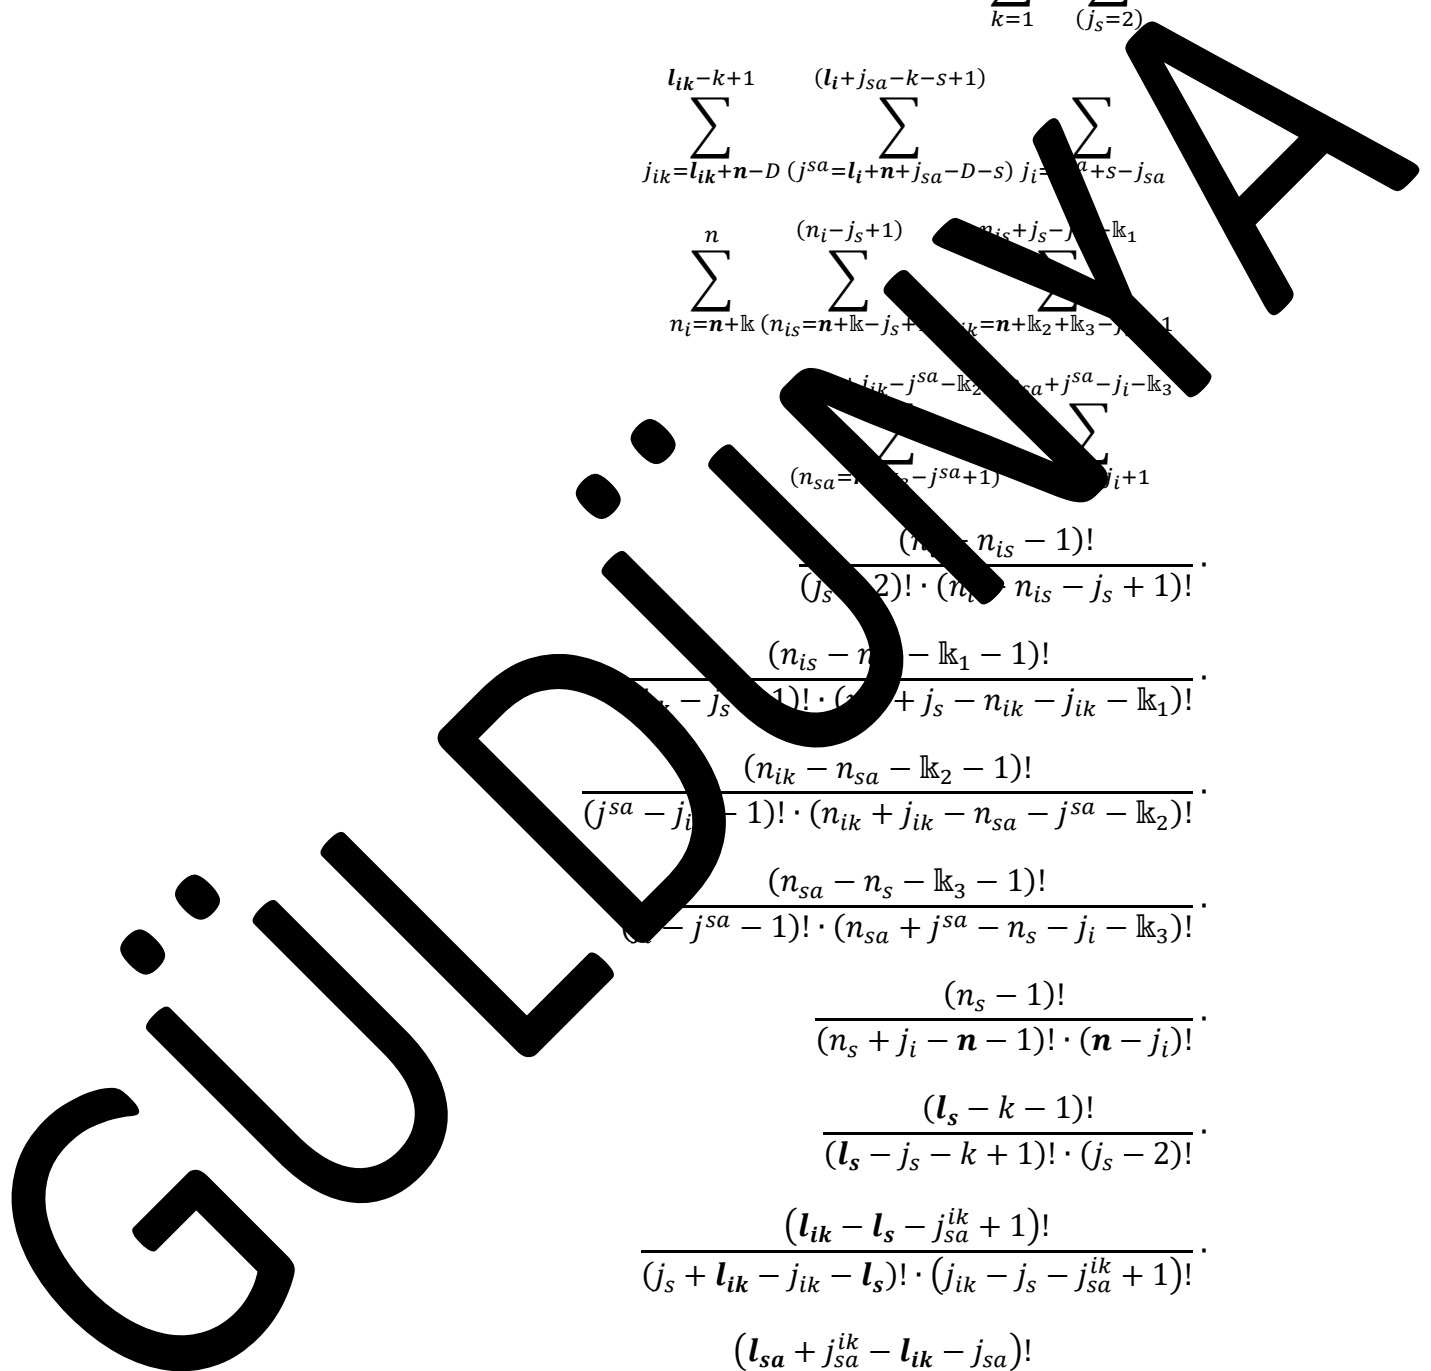 k=1 (j_s=2)
l_ik−k+1 (l_i+j_sa−k−s+1)
∑ ∑ ∑
j_ik=l_ik+n−D (j^sa=l_i+n+j_sa−D−s) +s−j_sa
n (n_i−j_s+1) −𝕜_1
∑ ∑ ∑
n_i=n+𝕜 (n_is=n+𝕜−j_s+ =n+𝕜_2+𝕜_3−
+j_ik−j^sa−𝕜_2 +j^sa−j_i−𝕜_3
∑ ∑
(n_sa= −j^sa+1) j_i+1
n_is − 1)!
2)! · ( n_is − j_s + 1)! ·
(n_is − − 𝕜_1 − 1)!
− j_s 1)! · ( + j_s − n_ik − j_ik − 𝕜_1)! ·
(n_ik − n_sa − 𝕜_2 − 1)!
(j^sa − − 1)! · (n_ik + j_ik − n_sa − j^sa − 𝕜_2)! ·
(n_sa − n_s − 𝕜_3 − 1)!
− j^sa − 1)! · (n_sa + j^sa − n_s − j_i − 𝕜_3)! ·
(n_s − 1)!
(n_s + j_i − n − 1)! · (n − j_i)! ·
(l_s − k − 1)!
(l_s − j_s − k + 1)! · (j_s − 2)! ·
(l_ik − l_s − j_sa^ik + 1)!
(j_s + l_ik − j_ik − l_s)! · (j_ik − j_s − j_sa^ik + 1)! ·
(l_sa + j_sa^ik − l_ik − j_sa)!
GÜLDÜNYA